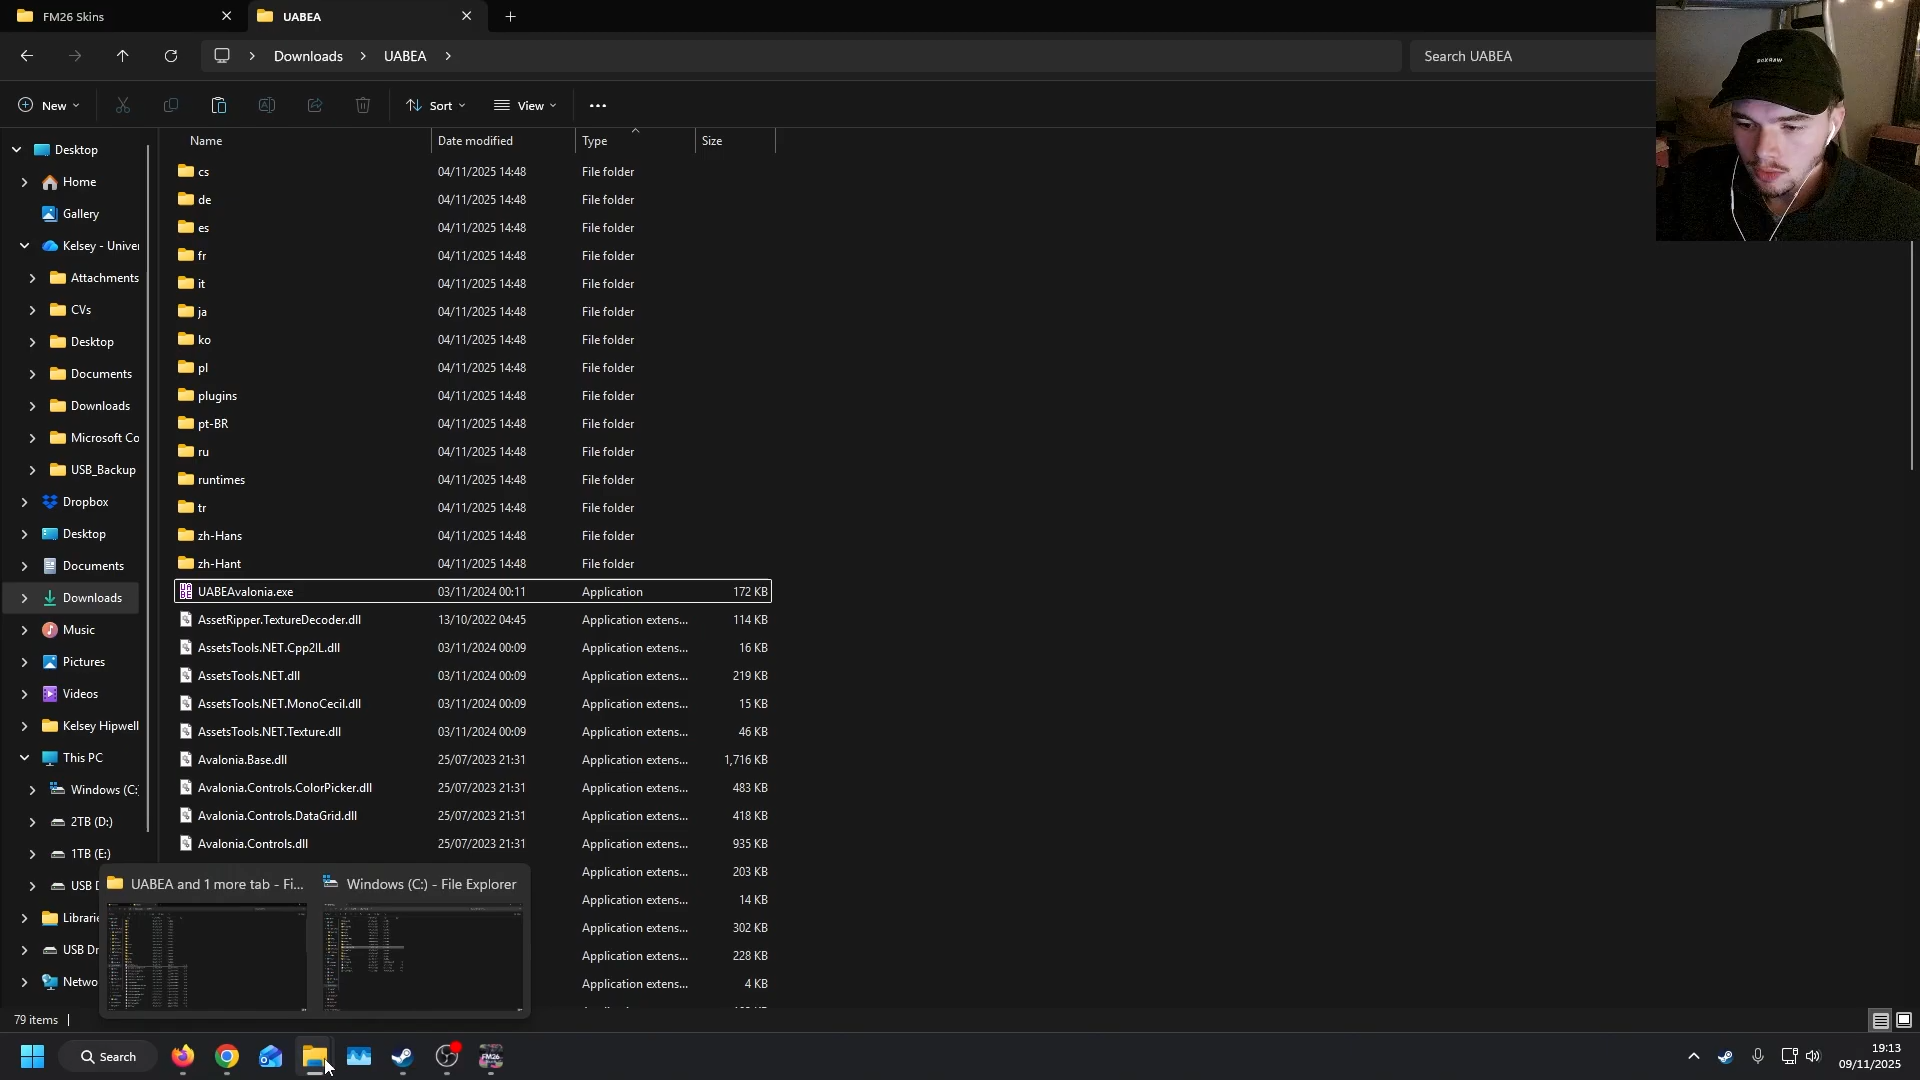 FM26 Skins
UABEA
Downloads
UABEA
Search UABEA
BOXRAW
New
Sort
View
Name
Date modified
Type
Size
Desktop
Home
Gallery
Kelsey - Univer
Attachments
CVs
Desktop
Documents
Downloads
Microsoft Co
USB_Backup
Dropbox
Desktop
Documents
Downloads
Music
Pictures
Videos
Kelsey Hipwell
This PC
Windows (C:
2TB (D:)
1TB (E:)
USB D
Librarie
USB Dr
Netwo
cs 04/11/2025 14:48 File folder
de 04/11/2025 14:48 File folder
es 04/11/2025 14:48 File folder
fr 04/11/2025 14:48 File folder
it 04/11/2025 14:48 File folder
ja 04/11/2025 14:48 File folder
ko 04/11/2025 14:48 File folder
pl 04/11/2025 14:48 File folder
plugins 04/11/2025 14:48 File folder
pt-BR 04/11/2025 14:48 File folder
ru 04/11/2025 14:48 File folder
runtimes 04/11/2025 14:48 File folder
tr 04/11/2025 14:48 File folder
zh-Hans 04/11/2025 14:48 File folder
zh-Hant 04/11/2025 14:48 File folder
UABEAvalonia.exe 03/11/2024 00:11 Application 172 KB
AssetRipper.TextureDecoder.dll 13/10/2022 04:45 Application extens... 114 KB
AssetsTools.NET.Cpp2IL.dll 03/11/2024 00:09 Application extens... 16 KB
AssetsTools.NET.dll 03/11/2024 00:09 Application extens... 219 KB
AssetsTools.NET.MonoCecil.dll 03/11/2024 00:09 Application extens... 15 KB
AssetsTools.NET.Texture.dll 03/11/2024 00:09 Application extens... 46 KB
Avalonia.Base.dll 25/07/2023 21:31 Application extens... 1,716 KB
Avalonia.Controls.ColorPicker.dll 25/07/2023 21:31 Application extens... 483 KB
Avalonia.Controls.DataGrid.dll 25/07/2023 21:31 Application extens... 418 KB
Avalonia.Controls.dll 25/07/2023 21:31 Application extens... 935 KB
Application extens... 203 KB
Application extens... 14 KB
Application extens... 302 KB
Application extens... 228 KB
Application extens... 4 KB
UABEA and 1 more tab - Fi...
Windows (C:) - File Explorer
79 items
Search
FM26
19:13
09/11/2025